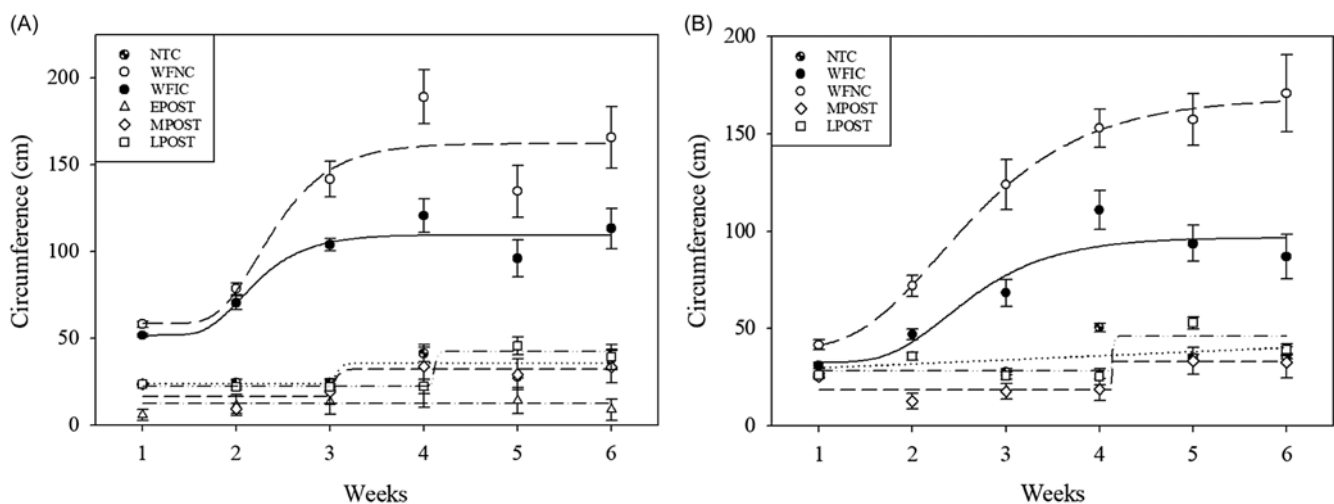 (A)
Circumference (cm)
200
150
100
50
0
NTC
WFNC
WFIC
EPOST
MPOST
LPOST
1 2 3 4 5 6
Weeks
(B)
Circumference (cm)
200
150
100
50
0
NTC
WFIC
WFNC
MPOST
LPOST
1 2 3 4 5 6
Weeks